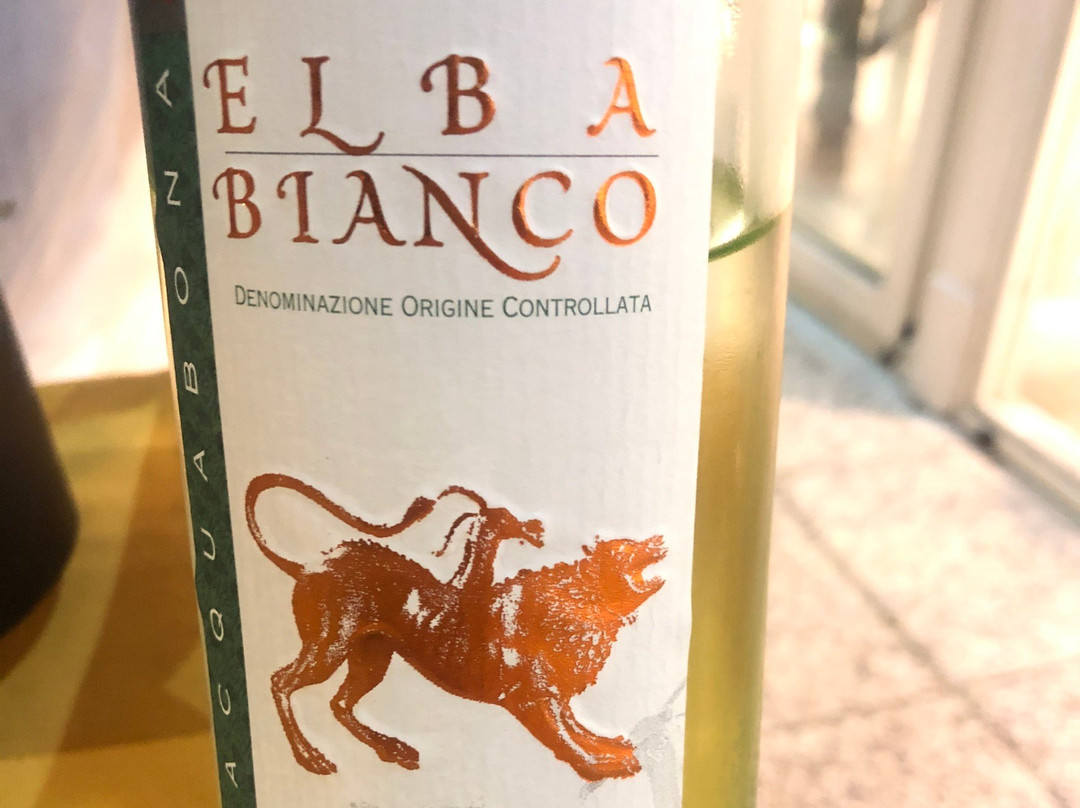 ELBA
BIANCO
DENOMINAZIONE ORIGINE CONTROLLATA
ACQUABONA